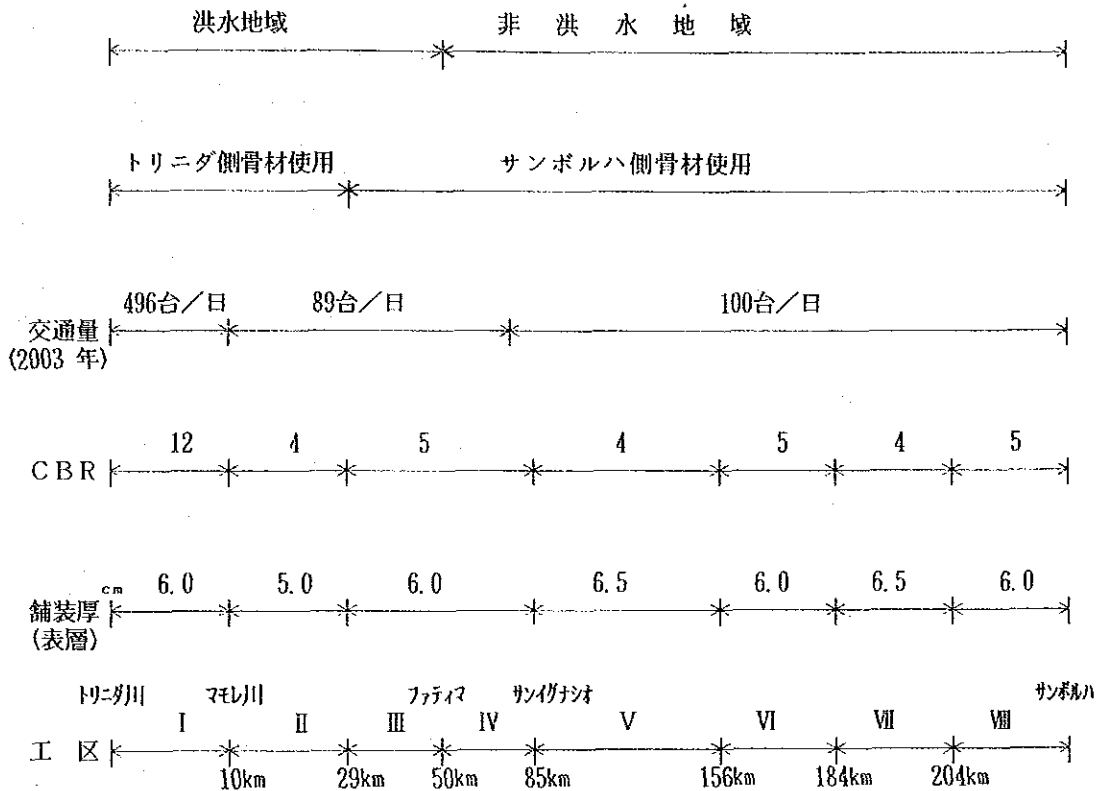 洪水地域 非洪水地域
トリニダ側骨材使用 サンボルハ側骨材使用
496台/日 89台/日 100台/日
交通量
(2003 年)
12 4 5 4 5 4 5
CBR
cm 6.0 5.0 6.0 6.5 6.0 6.5 6.0
舗装厚
(表層)
トリニダ川 マモレ川 ファティマ サンイグナシオ サンボルハ
Ⅰ Ⅱ Ⅲ Ⅳ Ⅴ Ⅵ Ⅶ Ⅷ
工 区
10km 29km 50km 85km 156km 184km 204km